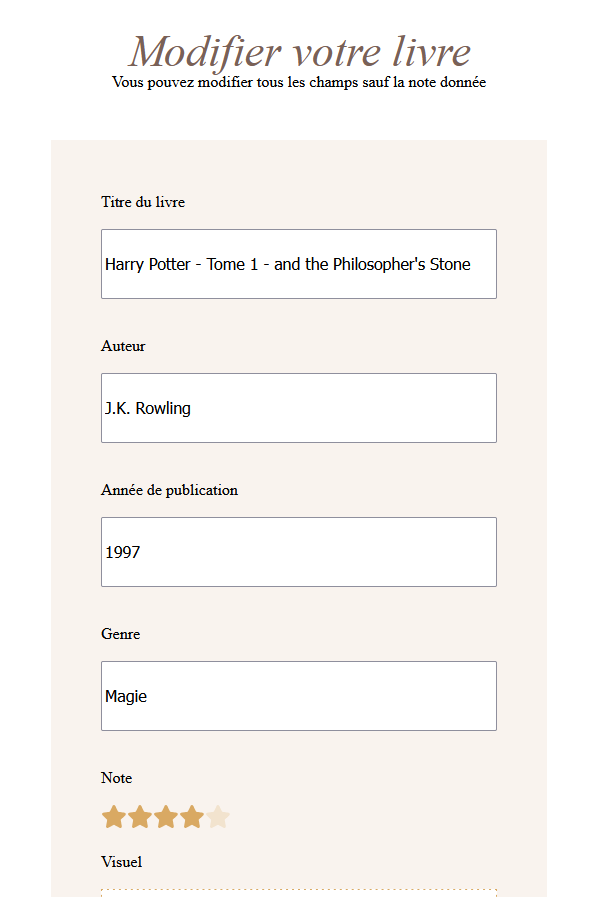 Modifier votre livre
Vous pouvez modifier tous les champs sauf la note donnée
Titre du livre
Harry Potter - Tome 1 - and the Philosopher's Stone
Auteur
J.K. Rowling
Année de publication
1997
Genre
Magie
Note
Visuel